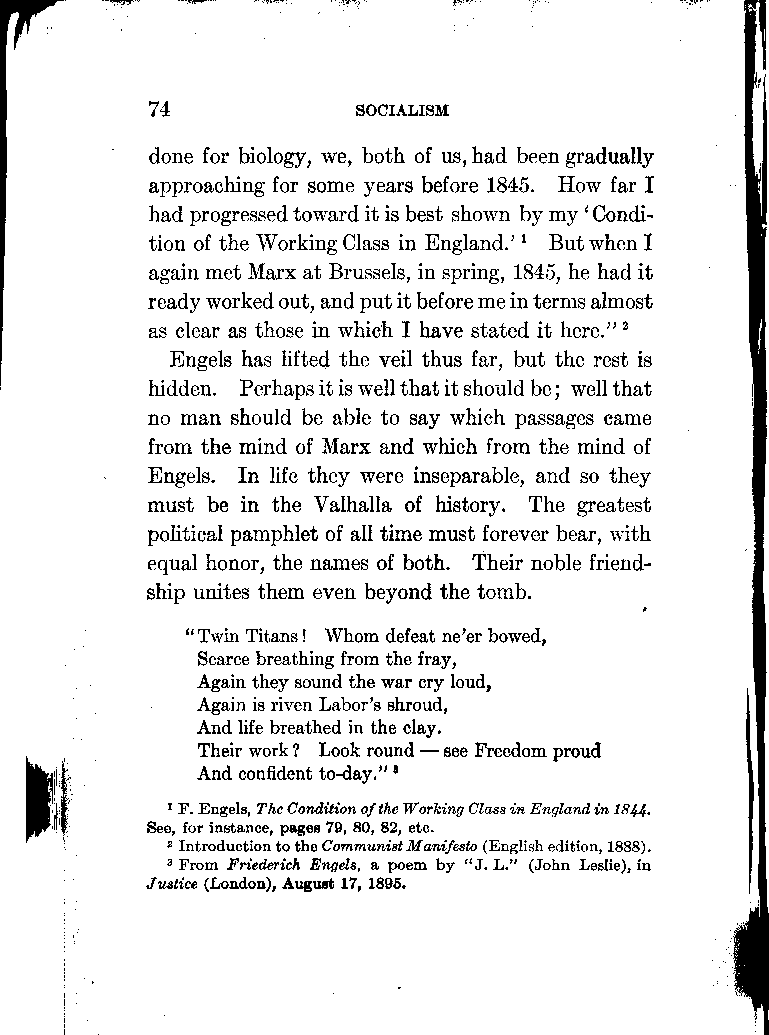 74 SOCIALISM
done for biology, we, both of us, had been gradually
approaching for some years before 1845. How far I
had progressed toward it is best shown by my ‘Condi-
tion of the Working Class in England.’ ¹ But when I
again met Marx at Brussels, in spring, 1845, he had it
ready worked out, and put it before me in terms almost
as clear as those in which I have stated it here.” ²
Engels has lifted the veil thus far, but the rest is
hidden. Perhaps it is well that it should be; well that
no man should be able to say which passages came
from the mind of Marx and which from the mind of
Engels. In life they were inseparable, and so they
must be in the Valhalla of history. The greatest
political pamphlet of all time must forever bear, with
equal honor, the names of both. Their noble friend-
ship unites them even beyond the tomb.
“Twin Titans! Whom defeat ne’er bowed,
Scarce breathing from the fray,
Again they sound the war cry loud,
Again is riven Labor’s shroud,
And life breathed in the clay.
Their work? Look round — see Freedom proud
And confident to-day.” ³
¹ F. Engels, The Condition of the Working Class in England in 1844.
See, for instance, pages 79, 80, 82, etc.
² Introduction to the Communist Manifesto (English edition, 1888).
³ From Friederich Engels, a poem by “J. L.” (John Leslie), in
Justice (London), August 17, 1895.